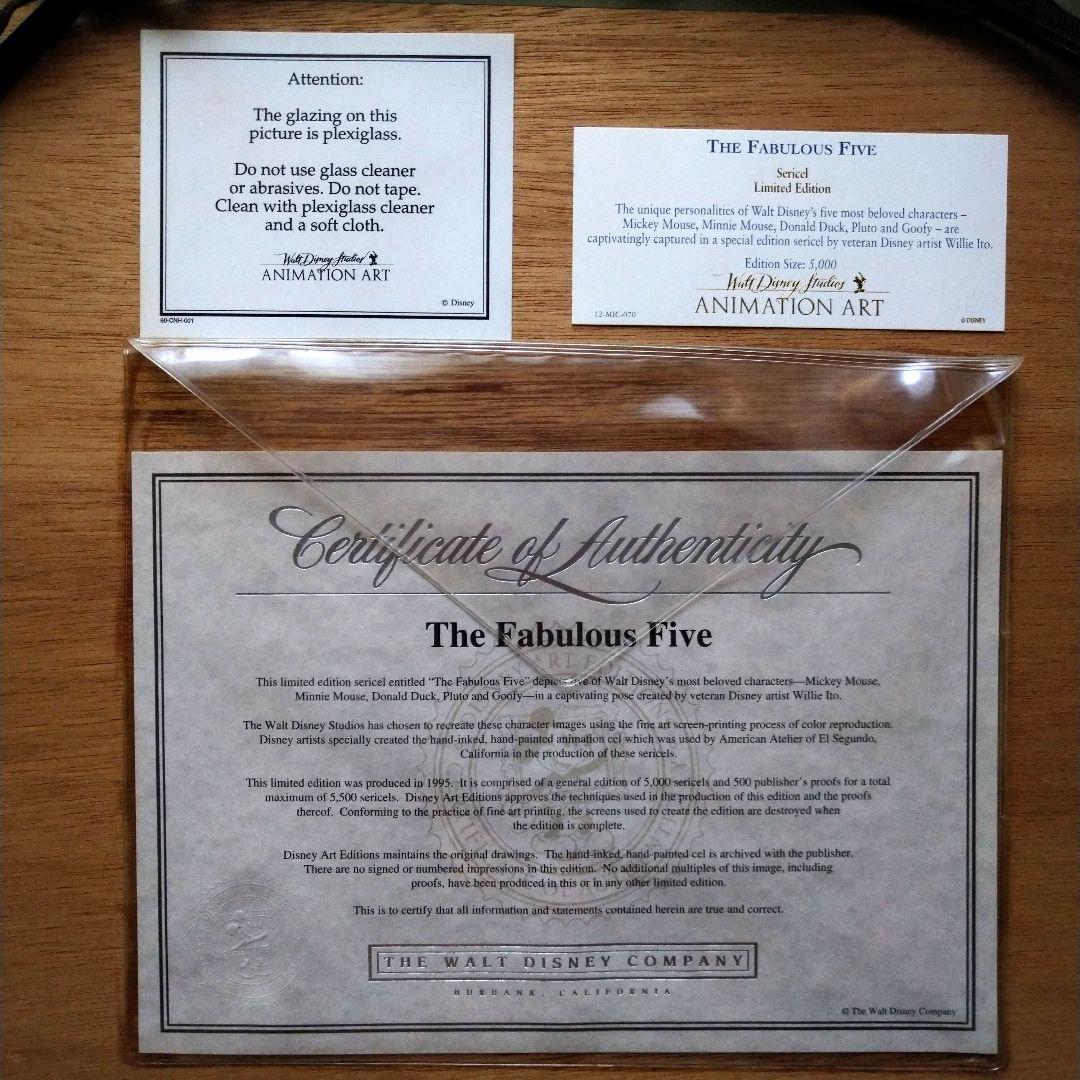 Attention:
The glazing on this
picture is plexiglass.
Do not use glass cleaner
or abrasives. Do not tape.
Clean with plexiglass cleaner
and a soft cloth.
Walt Disney Studios
ANIMATION ART
© Disney
60-CNH-001
THE FABULOUS FIVE
Sericel
Limited Edition
The unique personalities of Walt Disney's five most beloved characters –
Mickey Mouse, Minnie Mouse, Donald Duck, Pluto and Goofy – are
captivatingly captured in a special edition sericel by veteran Disney artist Willie Ito.
Edition Size: 5,000
Walt Disney Studios
ANIMATION ART
12-MIC-070
© DISNEY
Certificate of Authenticity
The Fabulous Five
This limited edition sericel entitled "The Fabulous Five" depicts five of Walt Disney's most beloved characters—Mickey Mouse,
Minnie Mouse, Donald Duck, Pluto and Goofy—in a captivating pose created by veteran Disney artist Willie Ito.
The Walt Disney Studios has chosen to recreate these character images using the fine art screen-printing process of color reproduction.
Disney artists specially created the hand-inked, hand-painted animation cel which was used by American Atelier of El Segundo,
California in the production of these sericels.
This limited edition was produced in 1995. It is comprised of a general edition of 5,000 sericels and 500 publisher's proofs for a total
maximum of 5,500 sericels. Disney Art Editions approves the techniques used in the production of this edition and the proofs
thereof. Conforming to the practice of fine art printing, the screens used to create the edition are destroyed when
the edition is complete.
Disney Art Editions maintains the original drawings. The hand-inked, hand-painted cel is archived with the publisher.
There are no signed or numbered impressions in this edition. No additional multiples of this image, including
proofs, have been produced in this or in any other limited edition.
This is to certify that all information and statements contained herein are true and correct.
THE WALT DISNEY COMPANY
BURBANK, CALIFORNIA
© The Walt Disney Company